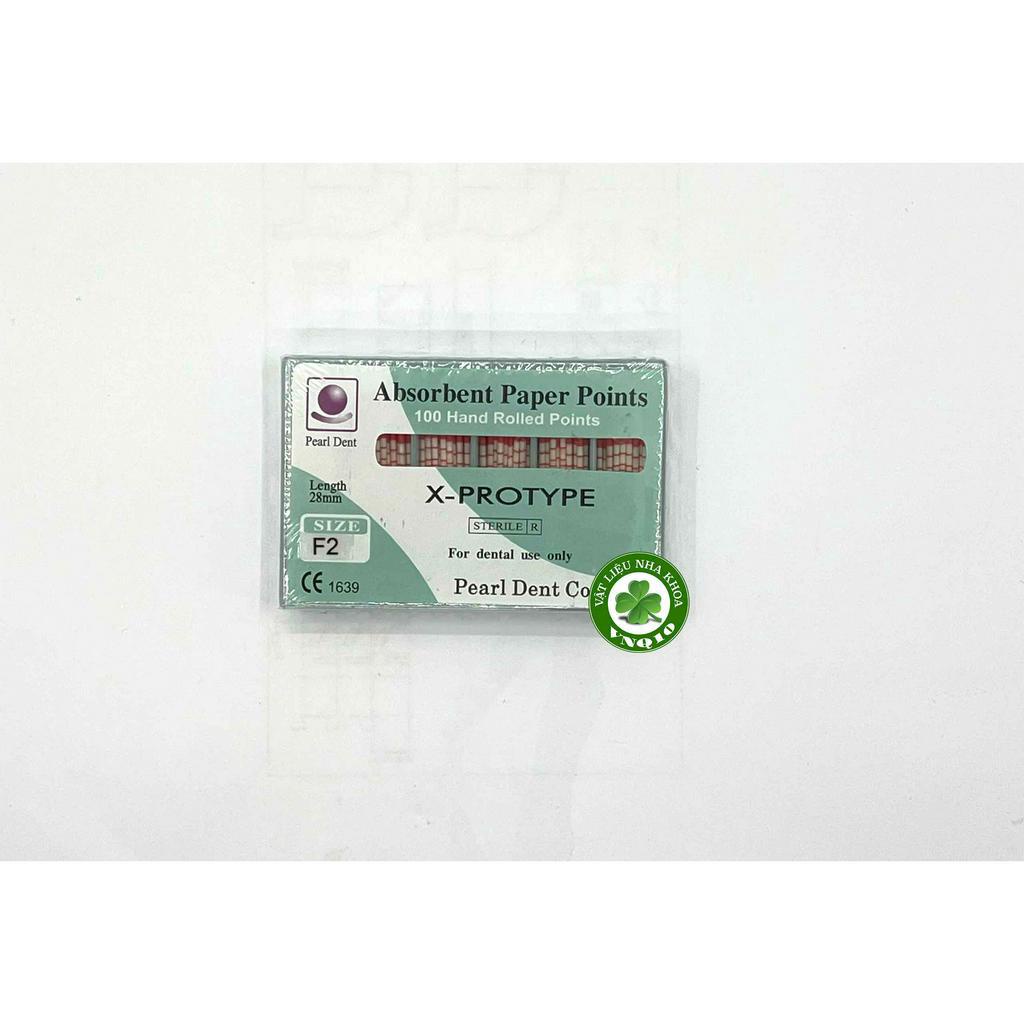 Absorbent Paper Points
100 Hand Rolled Points
Pearl Dent
Length
28mm
X-PROTYPE
SIZE
F2
STERILE R
For dental use only
CE 1639
Pearl Dent Co
VẬT LIỆU NHA KHOA
VNQ10